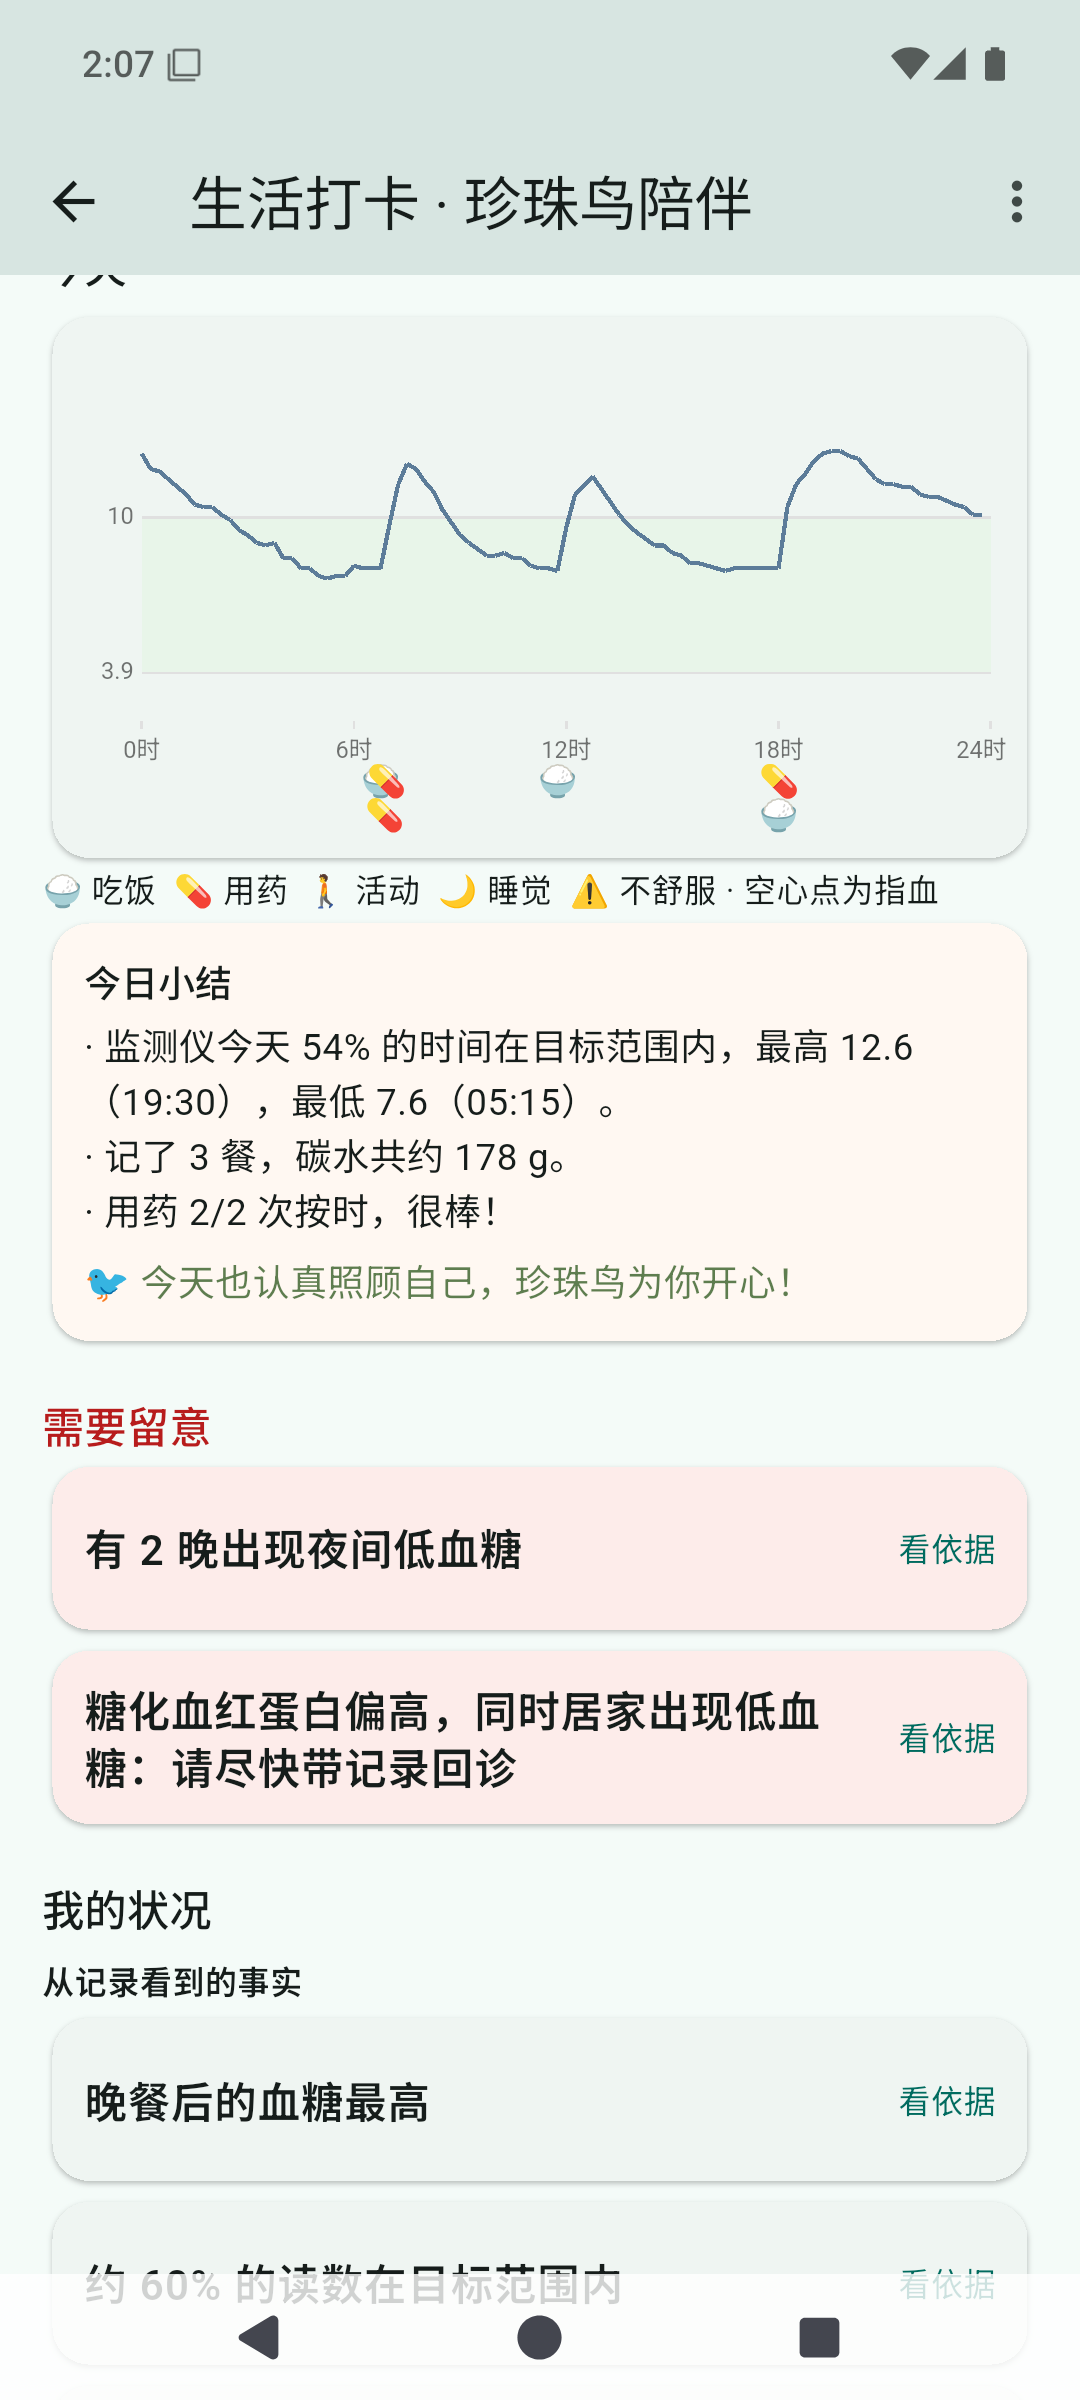 2:07
生活打卡 · 珍珠鸟陪伴
今天
10
3.9
0时 6时 12时 18时 24时
吃饭 用药 活动 睡觉 不舒服 · 空心点为指血
今日小结
· 监测仪今天 54% 的时间在目标范围内，最高 12.6
（19:30），最低 7.6（05:15）。
· 记了 3 餐，碳水共约 178 g。
· 用药 2/2 次按时，很棒！
今天也认真照顾自己，珍珠鸟为你开心！
需要留意
有 2 晚出现夜间低血糖 看依据
糖化血红蛋白偏高，同时居家出现低血
糖：请尽快带记录回诊 看依据
我的状况
从记录看到的事实
晚餐后的血糖最高 看依据
约 60% 的读数在目标范围内 看依据